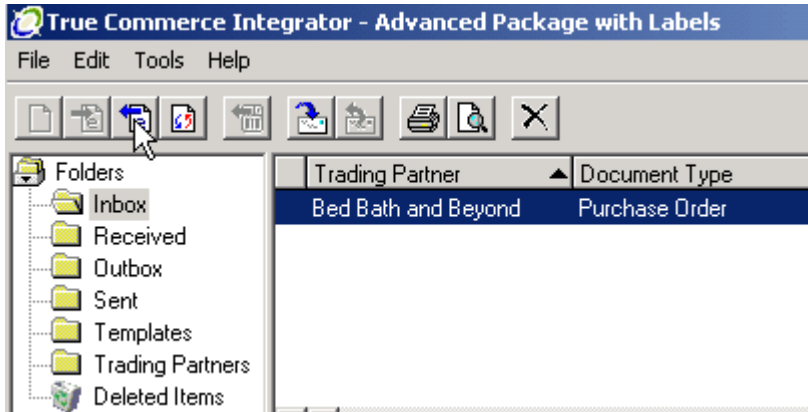 True Commerce Integrator - Advanced Package with Labels
File Edit Tools Help
Folders
Trading Partner Document Type
Inbox
Bed Bath and Beyond Purchase Order
Received
Outbox
Sent
Templates
Trading Partners
Deleted Items